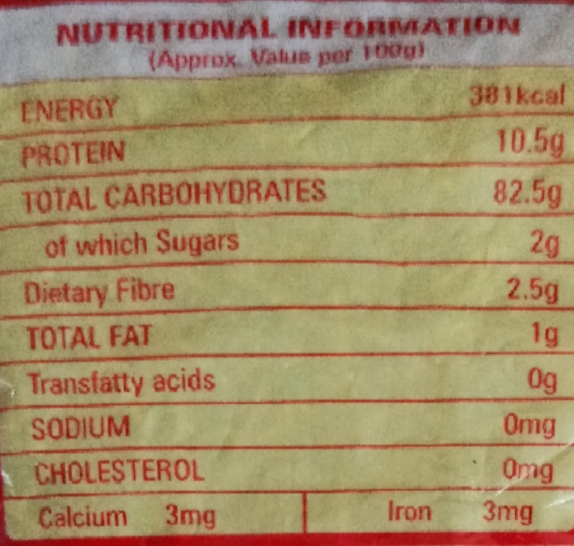 NUTRITIONAL INFORMATION
(Approx. Value per 100g)
ENERGY 381kcal
PROTEIN 10.5g
TOTAL CARBOHYDRATES 82.5g
of which Sugars 2g
Dietary Fibre 2.5g
TOTAL FAT 1g
Transfatty acids 0g
SODIUM 0mg
CHOLESTEROL 0mg
Calcium 3mg Iron 3mg